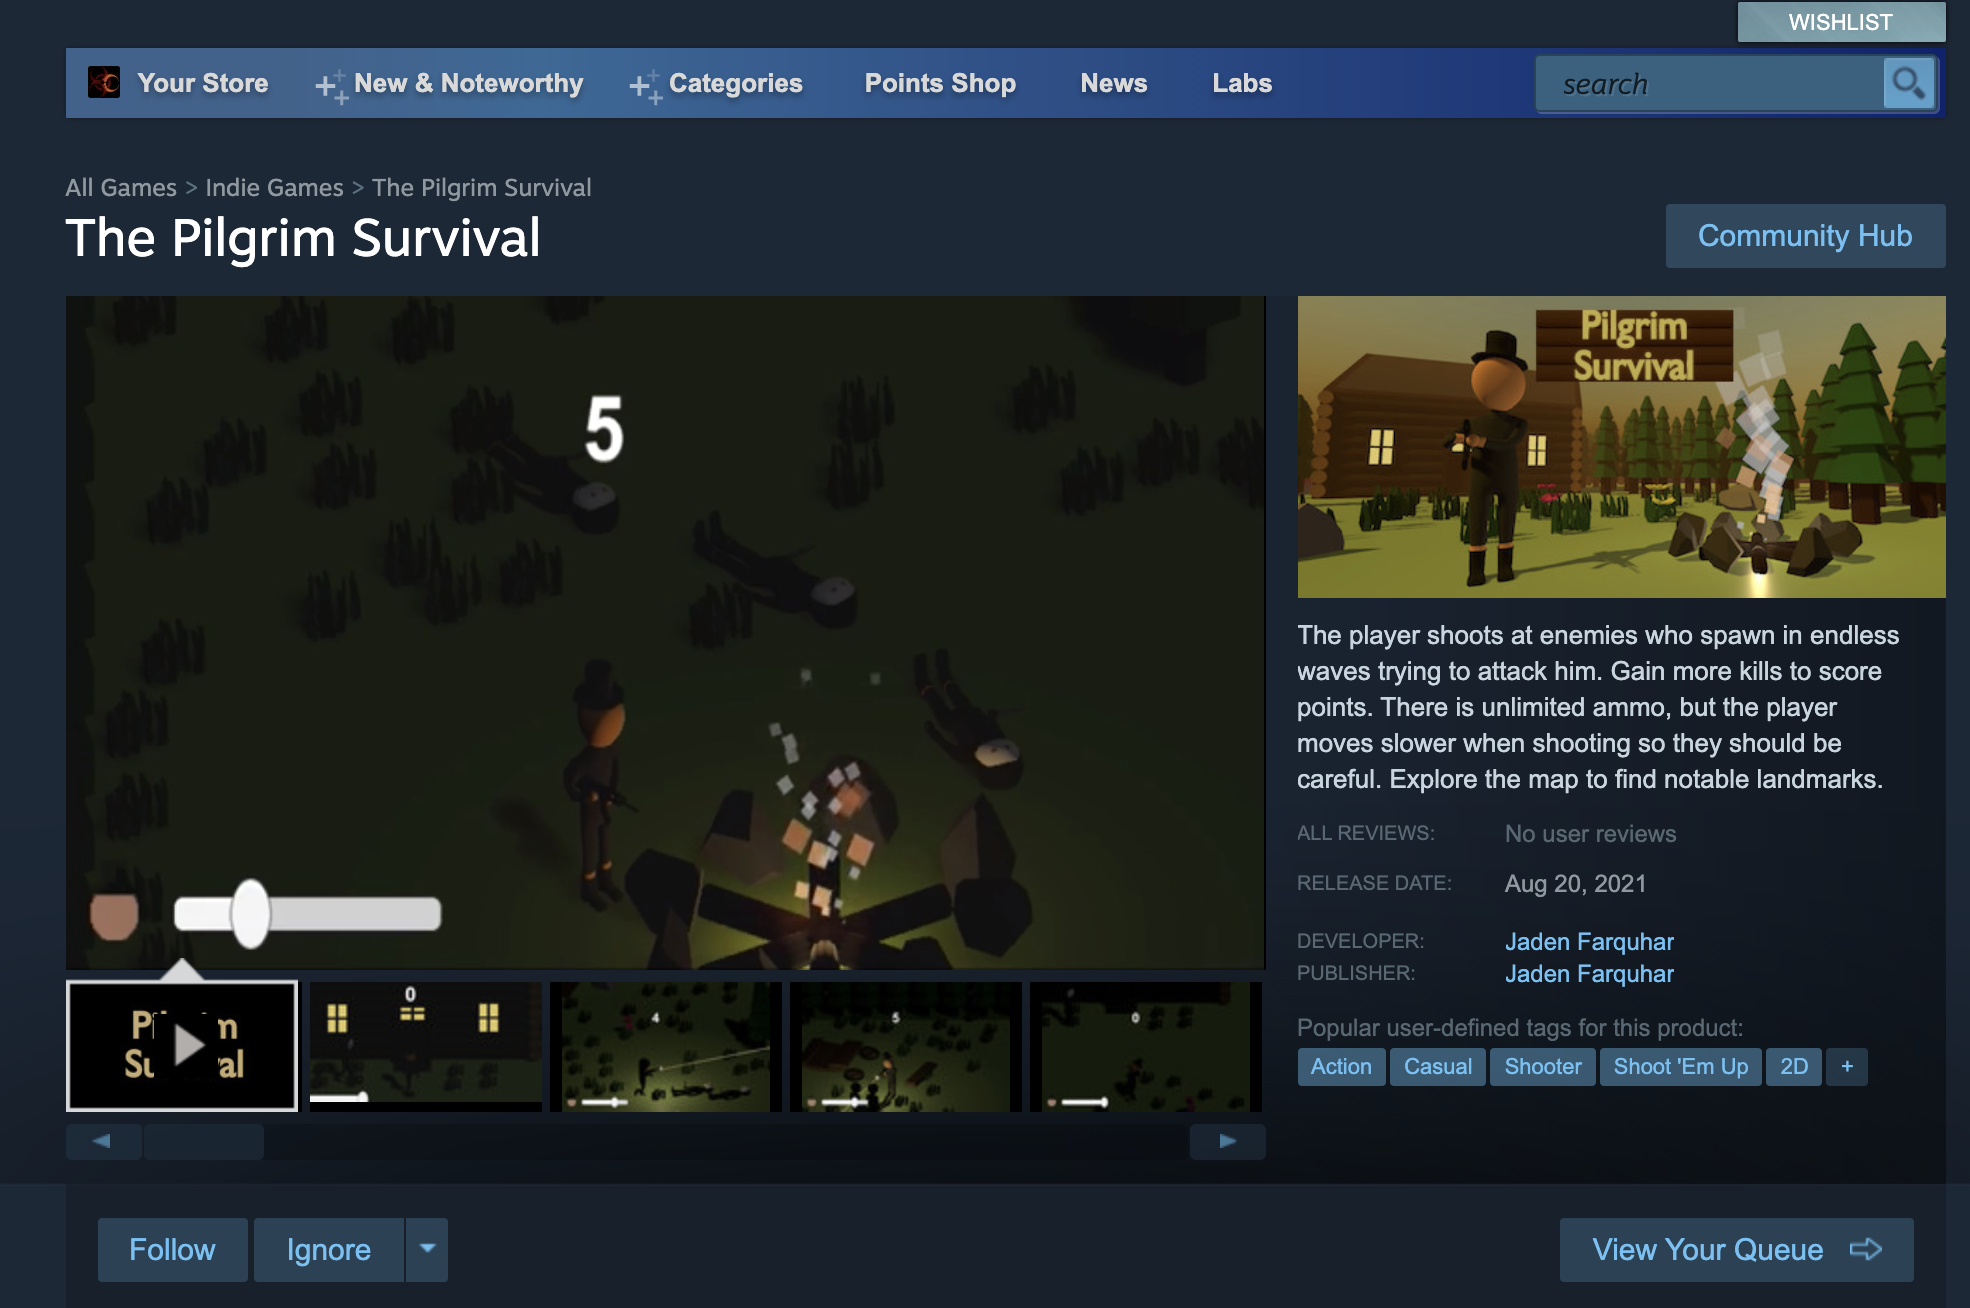 WISHLIST
Your Store
New & Noteworthy
Categories
Points Shop
News
Labs
search
All Games > Indie Games > The Pilgrim Survival
The Pilgrim Survival
Community Hub
5
Pilgrim
Survival
The player shoots at enemies who spawn in endless
waves trying to attack him. Gain more kills to score
points. There is unlimited ammo, but the player
moves slower when shooting so they should be
careful. Explore the map to find notable landmarks.
ALL REVIEWS: No user reviews
RELEASE DATE: Aug 20, 2021
DEVELOPER: Jaden Farquhar
PUBLISHER: Jaden Farquhar
Popular user-defined tags for this product:
Action
Casual
Shooter
Shoot 'Em Up
2D
+
0
4
5
0
Follow
Ignore
View Your Queue